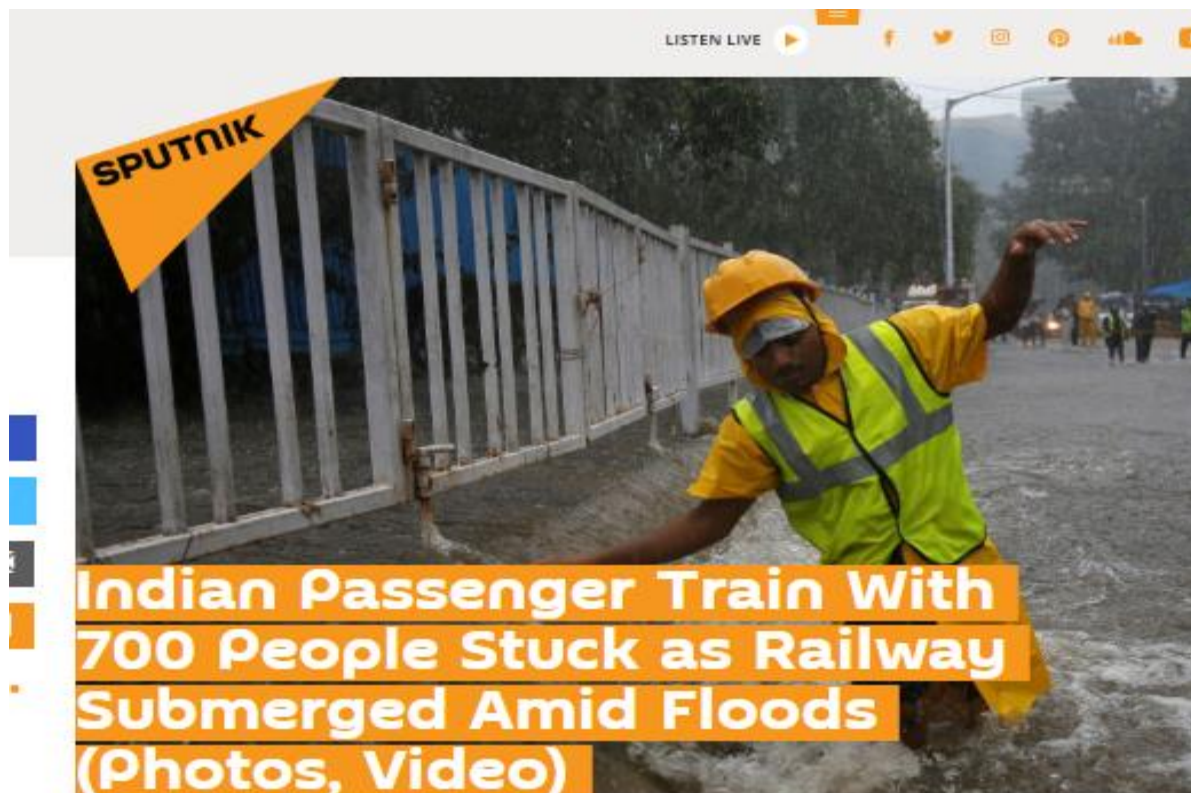 LISTEN LIVE
SPUTNIK
Indian Passenger Train With
700 People Stuck as Railway
Submerged Amid Floods
(Photos, Video)